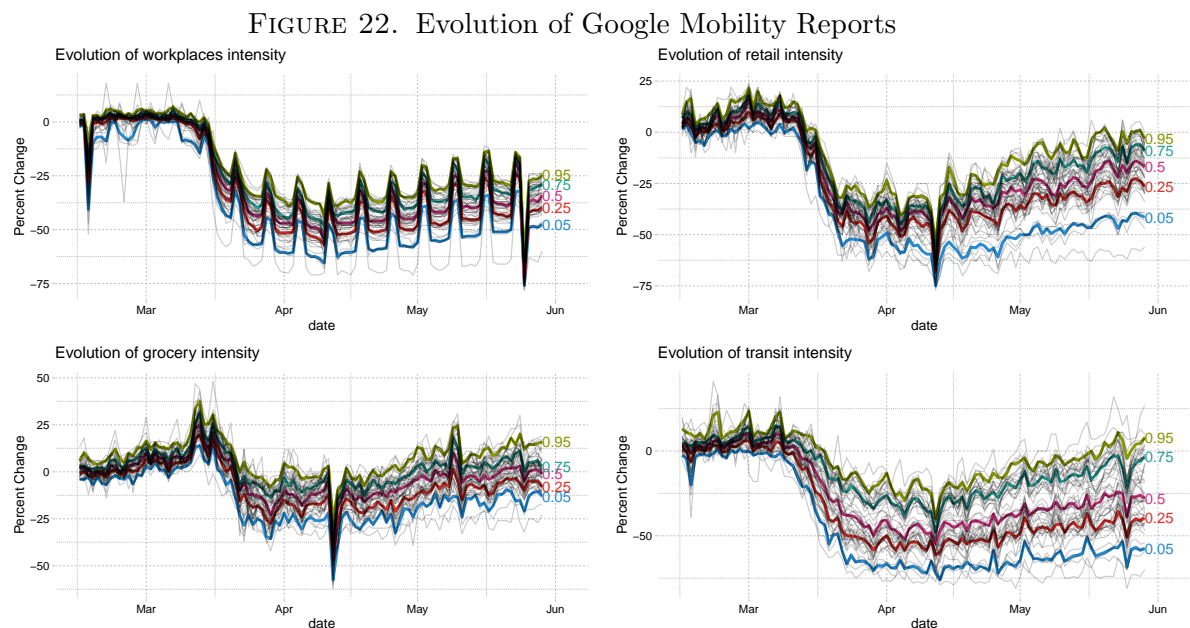 FIGURE 22. Evolution of Google Mobility Reports
Evolution of workplaces intensity
Percent Change
0
−25
−50
−75
0.95
0.75
0.5
0.25
0.05
Mar
Apr
May
Jun
date
Evolution of retail intensity
Percent Change
25
0
−25
−50
−75
0.95
0.75
0.5
0.25
0.05
Mar
Apr
May
Jun
date
Evolution of grocery intensity
Percent Change
50
25
0
−25
−50
0.95
0.75
0.5
0.25
0.05
Mar
Apr
May
Jun
date
Evolution of transit intensity
Percent Change
0
−50
0.95
0.75
0.5
0.25
0.05
Mar
Apr
May
Jun
date